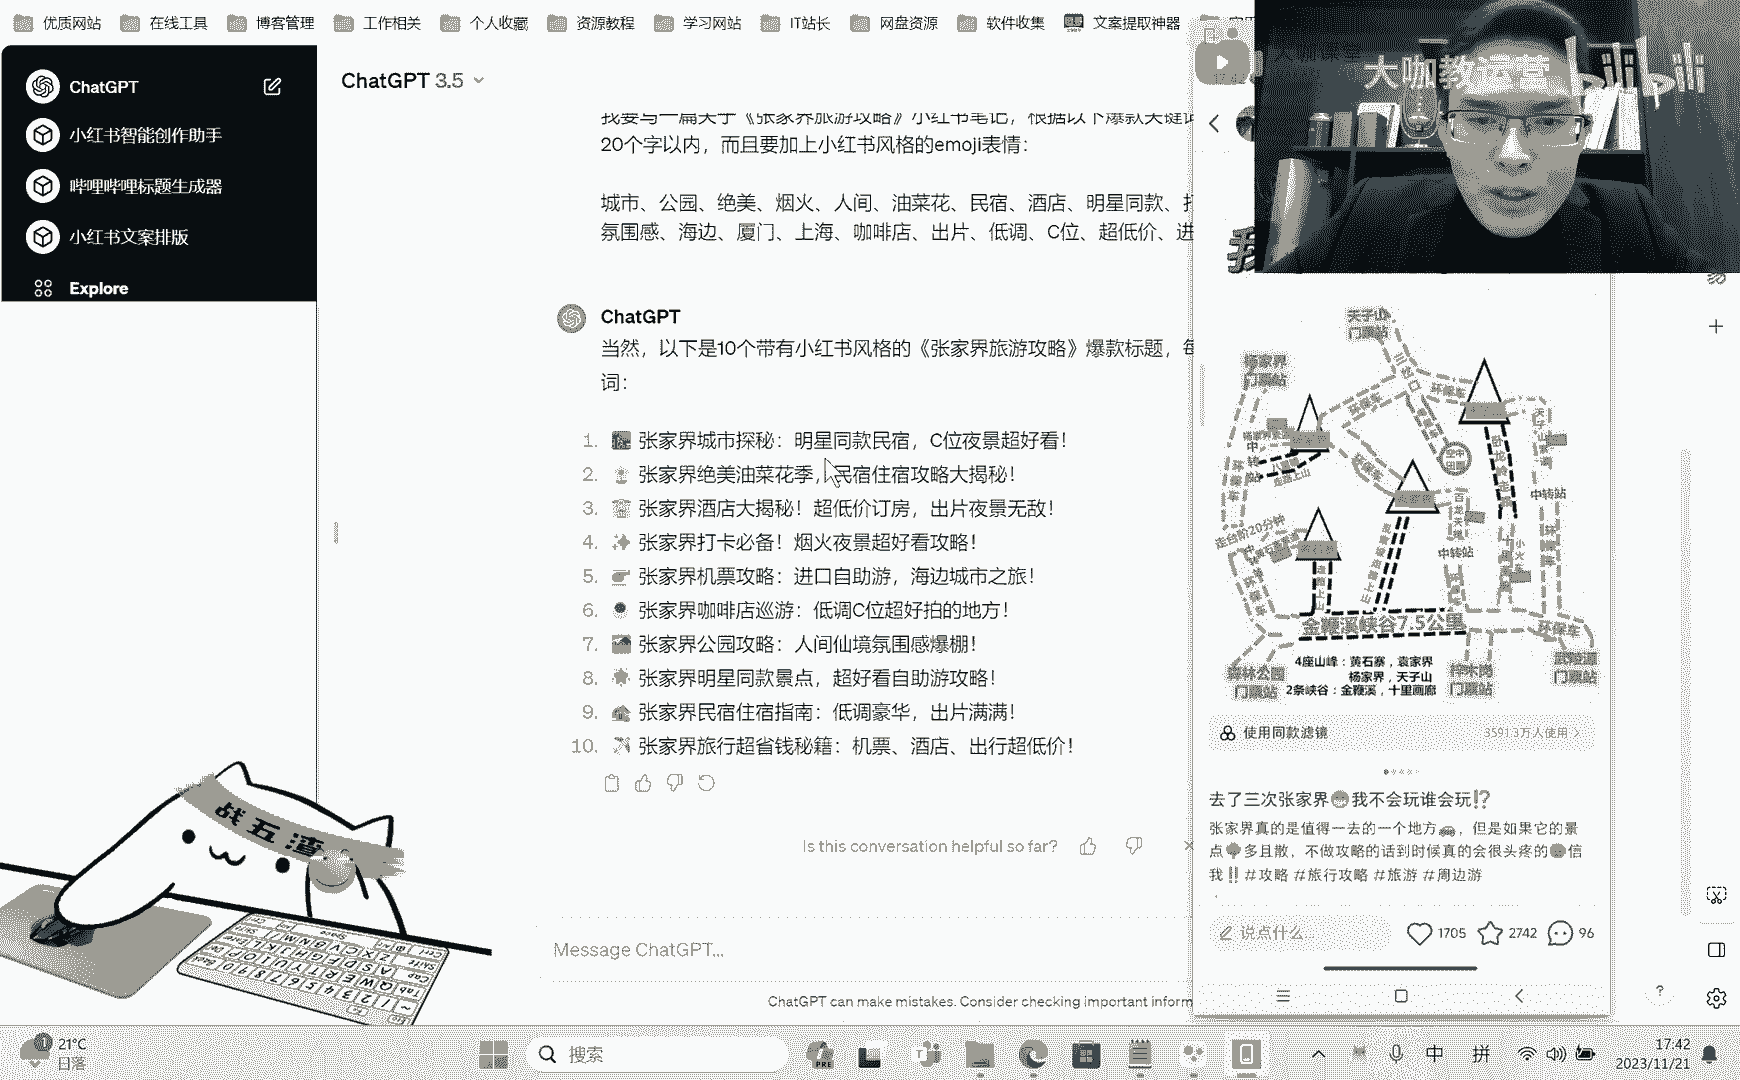 优质网站
在线工具
博客管理
工作相关
个人收藏
资源教程
学习网站
IT站长
网盘资源
软件收集
文案提取神器
大咖教运营
bilibili
ChatGPT
小红书智能创作助手
哔哩哔哩标题生成器
小红书文案排版
Explore
ChatGPT 3.5
20个字以内，而且要加上小红书风格的emoji表情：
城市、公园、绝美、烟火、人间、油菜花、民宿、酒店、明星同款、
氛围感、海边、厦门、上海、咖啡店、出片、低调、C位、超低价、进
ChatGPT
当然，以下是10个带有小红书风格的《张家界旅游攻略》爆款标题，每
词：
1. 张家界城市探秘：明星同款民宿，C位夜景超好看！
2. 张家界绝美油菜花季，民宿住宿攻略大揭秘！
3. 张家界酒店大揭秘！超低价订房，出片夜景无敌！
4. 张家界打卡必备！烟火夜景超好看攻略！
5. 张家界机票攻略：进口自助游，海边城市之旅！
6. 张家界咖啡店巡游：低调C位超好拍的地方！
7. 张家界公园攻略：人间仙境氛围感爆棚！
8. 张家界明星同款景点，超好看自助游攻略！
9. 张家界民宿住宿指南：低调豪华，出片满满！
10. 张家界旅行超省钱秘籍：机票、酒店、出行超低价！
Is this conversation helpful so far?
Message ChatGPT...
ChatGPT can make mistakes. Consider checking important inform
天子山
门票站
杨家界
门票站
三岔口
环保车
环保车
中转站
中转站
走台阶20分钟
金鞭溪峡谷7.5公里
环保车
森林公园
门票站
梓木岗
门票站
武陵源
门票站
4座山峰：黄石寨，袁家界
杨家界，天子山
2条峡谷：金鞭溪，十里画廊
使用同款滤镜
3591.3万人使用
去了三次张家界我不会玩谁会玩⁉
张家界真的是值得一去的一个地方，但是如果它的景
点多且散，不做攻略的话到时候真的会很头疼的信
我‼#攻略 #旅行攻略 #旅游 #周边游
说点什么...
1705
2742
96
战五渣
21°C
日落
搜索
中
拼
17:42
2023/11/21